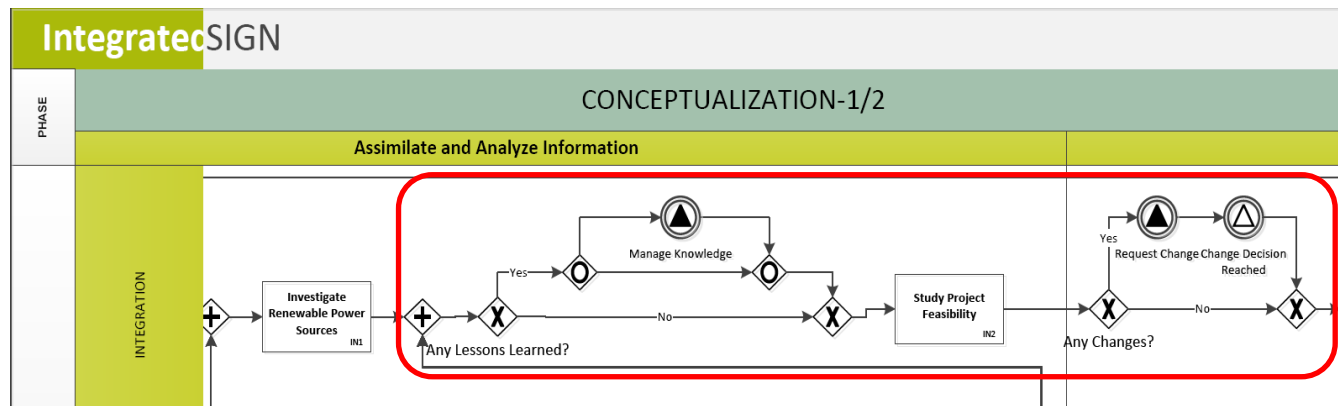 IntegratedSIGN
PHASE
CONCEPTUALIZATION-1/2
Assimilate and Analyze Information
INTEGRATION
Investigate
Renewable Power
Sources
IN1
Any Lessons Learned?
Yes
No
Manage Knowledge
Study Project
Feasibility
IN2
Any Changes?
Yes
No
Request Change
Change Decision
Reached